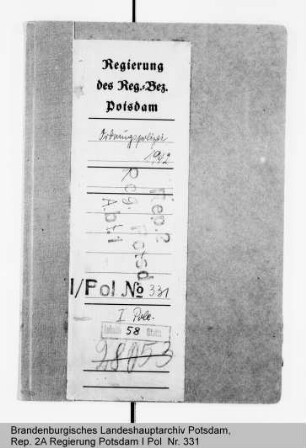 Regierung
des Reg.-Bez.
Potsdam
Ordnungspolizei
1942
Rep. 2
Reg. Potsd
Abt. I
I/Pol No 331
I Pol.
58
28053
Brandenburgisches Landeshauptarchiv Potsdam,
Rep. 2A Regierung Potsdam I Pol Nr. 331